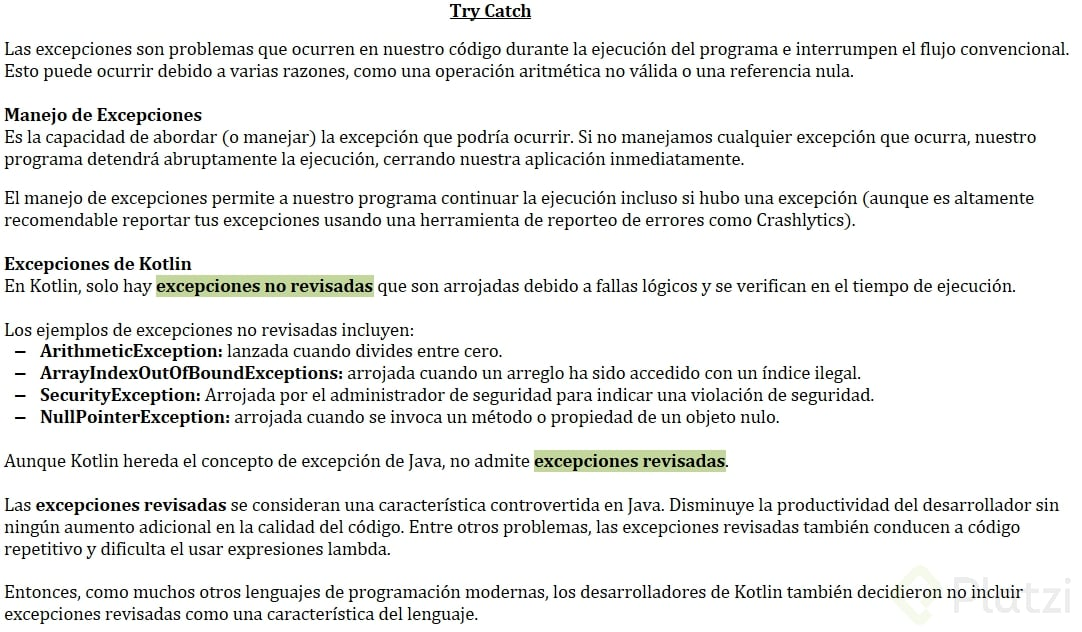 Try Catch
Las excepciones son problemas que ocurren en nuestro código durante la ejecución del programa e interrumpen el flujo convencional.
Esto puede ocurrir debido a varias razones, como una operación aritmética no válida o una referencia nula.
Manejo de Excepciones
Es la capacidad de abordar (o manejar) la excepción que podría ocurrir. Si no manejamos cualquier excepción que ocurra, nuestro
programa detendrá abruptamente la ejecución, cerrando nuestra aplicación inmediatamente.
El manejo de excepciones permite a nuestro programa continuar la ejecución incluso si hubo una excepción (aunque es altamente
recomendable reportar tus excepciones usando una herramienta de reporteo de errores como Crashlytics).
Excepciones de Kotlin
En Kotlin, solo hay excepciones no revisadas que son arrojadas debido a fallas lógicos y se verifican en el tiempo de ejecución.
Los ejemplos de excepciones no revisadas incluyen:
– ArithmeticException: lanzada cuando divides entre cero.
– ArrayIndexOutOfBoundExceptions: arrojada cuando un arreglo ha sido accedido con un índice ilegal.
– SecurityException: Arrojada por el administrador de seguridad para indicar una violación de seguridad.
– NullPointerException: arrojada cuando se invoca un método o propiedad de un objeto nulo.
Aunque Kotlin hereda el concepto de excepción de Java, no admite excepciones revisadas.
Las excepciones revisadas se consideran una característica controvertida en Java. Disminuye la productividad del desarrollador sin
ningún aumento adicional en la calidad del código. Entre otros problemas, las excepciones revisadas también conducen a código
repetitivo y dificulta el usar expresiones lambda.
Entonces, como muchos otros lenguajes de programación modernas, los desarrolladores de Kotlin también decidieron no incluir
excepciones revisadas como una característica del lenguaje.
Platzi